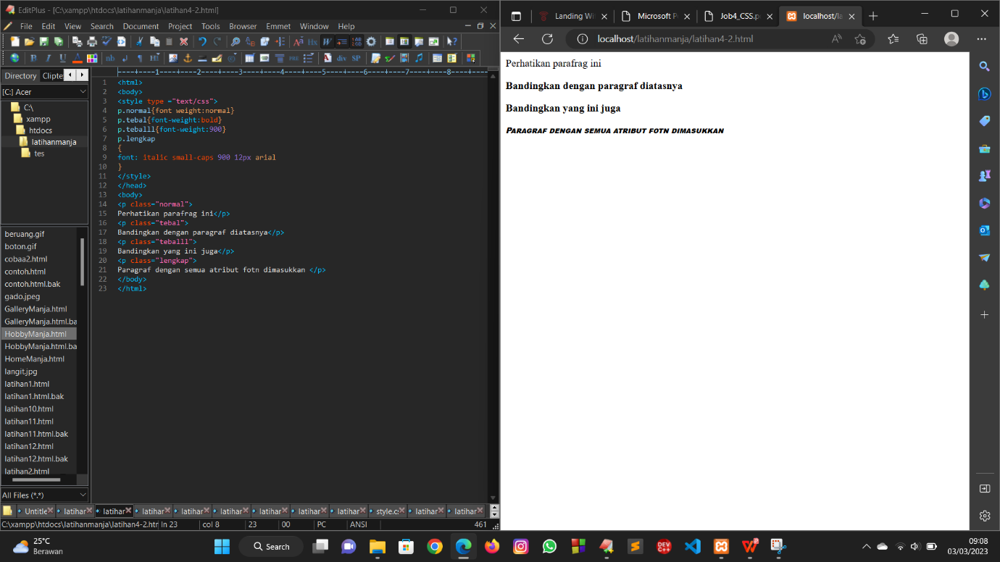 EditPlus - [C:\xampp\htdocs\latihanmanja\latihan4-2.html]
File Edit View Search Document Project Tools Browser Emmet Window Help
Directory Clipte
[C:] Acer
C:\
xampp
htdocs
latihanmanja
tes
beruang.gif
boton.gif
cobaa2.html
contoh.html
contoh.html.bak
gado.jpeg
GalleryManja.html
GalleryManja.html.ba
HobbyManja.html
HobbyManja.html.ba
HomeManja.html
langit.jpg
latihan1.html
latihan1.html.bak
latihan10.html
latihan11.html
latihan11.html.bak
latihan12.html
latihan12.html.bak
latihan2.html
All Files (*.*)
----+----1----+----2----+----3----+----4----+----5----+----6----+----7----+----8----+----
1 <html>
2 <body>
3 <style type ="text/css">
4 p.normal{font weight:normal}
5 p.tebal{font-weight:bold}
6 p.teballl{font-weight:900}
7 p.lengkap
8 {
9 font: italic small-caps 900 12px arial
10 }
11 </style>
12 </head>
13 <body>
14 <p class="normal">
15 Perhatikan parafrag ini</p>
16 <p class="tebal">
17 Bandingkan dengan paragraf diatasnya</p>
18 <p class="teballl">
19 Bandingkan yang ini juga</p>
20 <p class="lengkap">
21 Paragraf dengan semua atribut fotn dimasukkan </p>
22 </body>
23 </html>
Untitle latihar latihar latihar latihar latihar latihar latihar latihar style.c latihar latihar
C:\xampp\htdocs\latihanmanja\latihan4-2.htr ln 23 col 8 23 00 PC ANSI 461
Landing Wi Microsoft P Job4_CSS.p localhost/la
localhost/latihanmanja/latihan4-2.html
Perhatikan parafrag ini
Bandingkan dengan paragraf diatasnya
Bandingkan yang ini juga
Paragraf dengan semua atribut fotn dimasukkan
25°C
Berawan
Search
09:08
03/03/2023